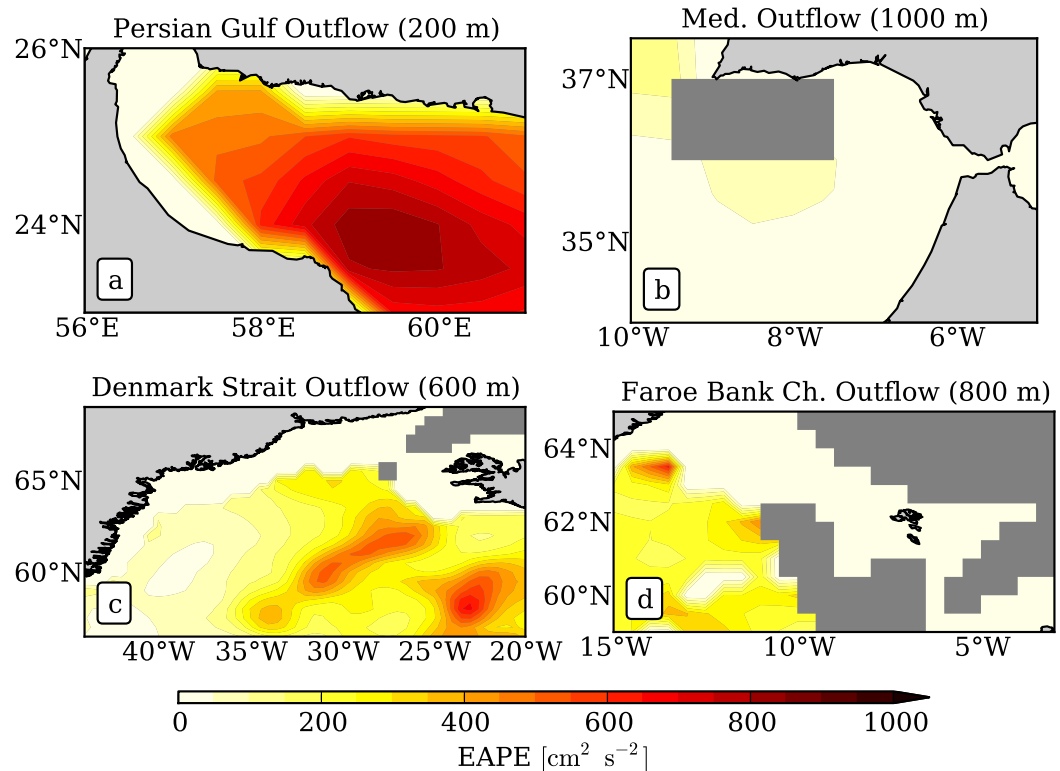 Persian Gulf Outflow (200 m)
26°N
24°N
a
56°E 58°E 60°E
Med. Outflow (1000 m)
37°N
35°N
b
10°W 8°W 6°W
Denmark Strait Outflow (600 m)
65°N
60°N
c
40°W 35°W 30°W 25°W 20°W
Faroe Bank Ch. Outflow (800 m)
64°N
62°N
60°N
d
15°W 10°W 5°W
0 200 400 600 800 1000
EAPE [cm² s⁻²]